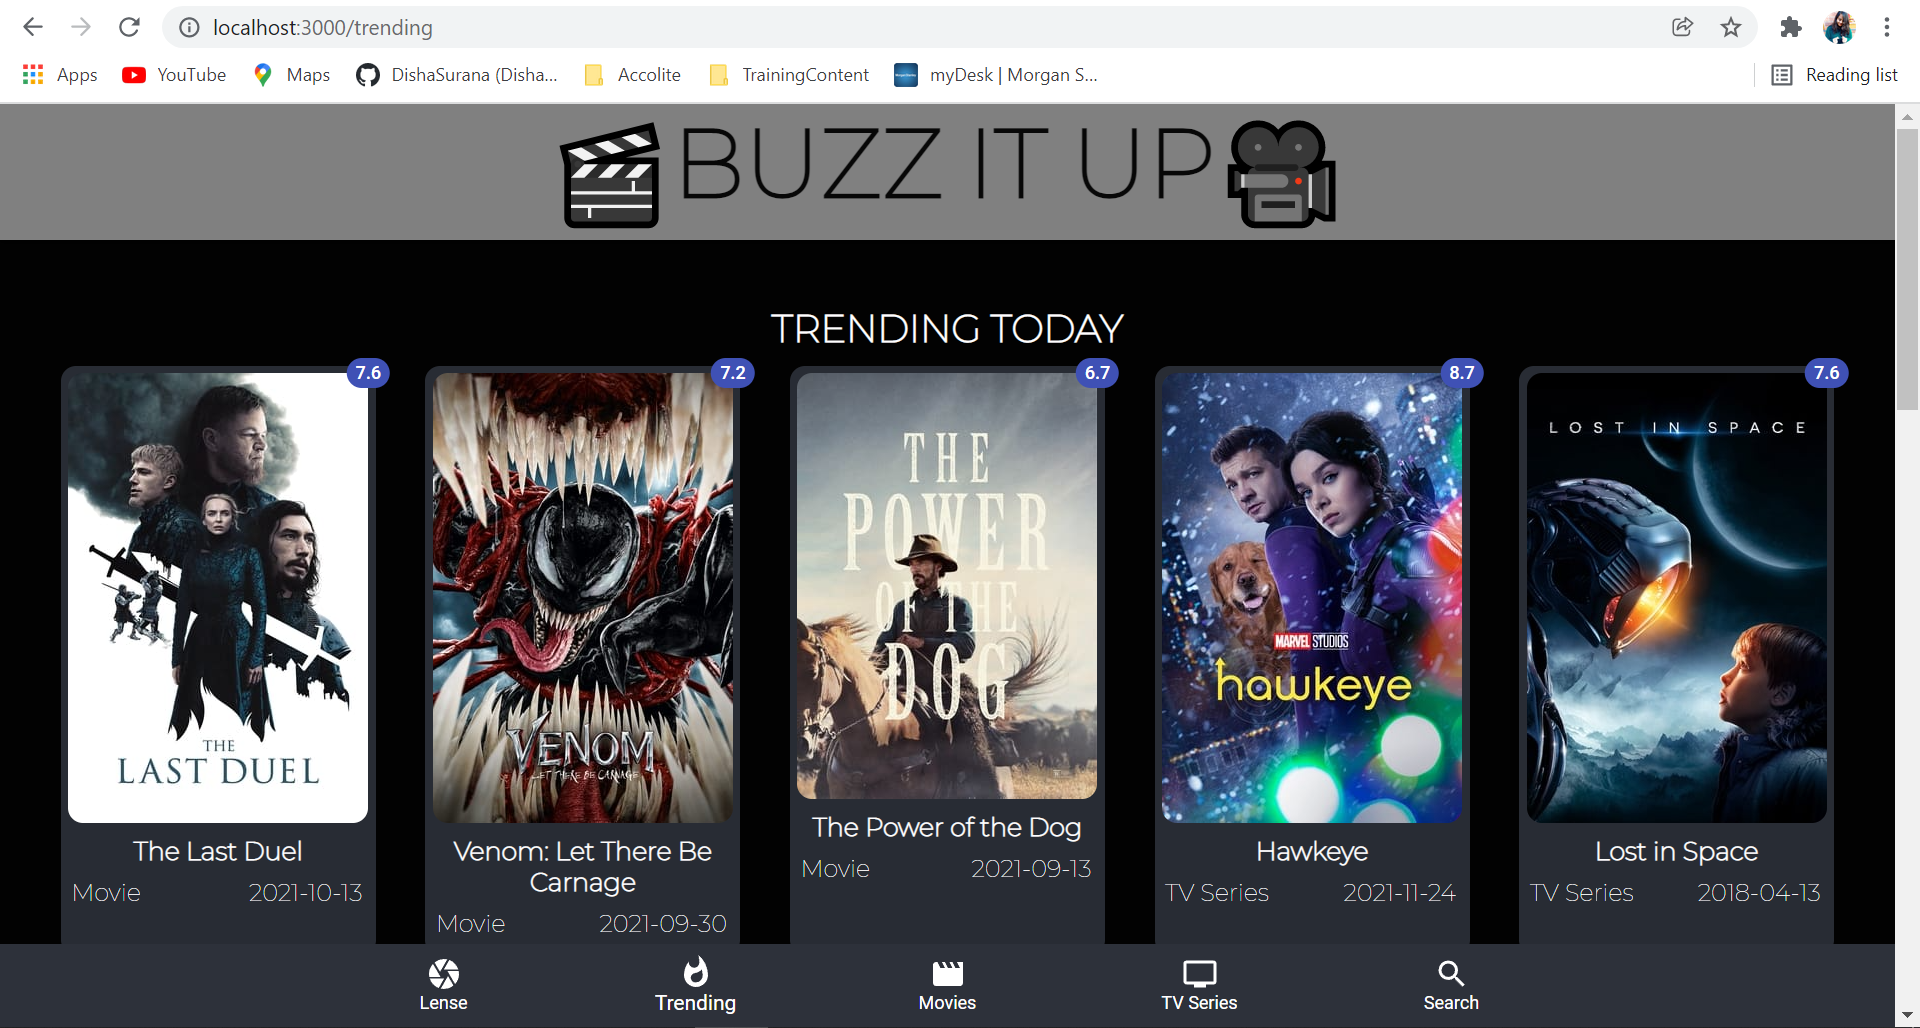 localhost:3000/trending
Apps YouTube Maps DishaSurana (Disha... Accolite TrainingContent myDesk | Morgan S... Reading list
BUZZ IT UP
TRENDING TODAY
7.6 7.2 6.7 8.7 7.6
THE
LAST DUEL
VENOM
LET THERE BE CARNAGE
THE
POWER
OF THE
DOG
MARVEL STUDIOS
hawkeye
LOST IN SPACE
The Last Duel
Movie 2021-10-13
Venom: Let There Be
Carnage
Movie 2021-09-30
The Power of the Dog
Movie 2021-09-13
Hawkeye
TV Series 2021-11-24
Lost in Space
TV Series 2018-04-13
Lense Trending Movies TV Series Search